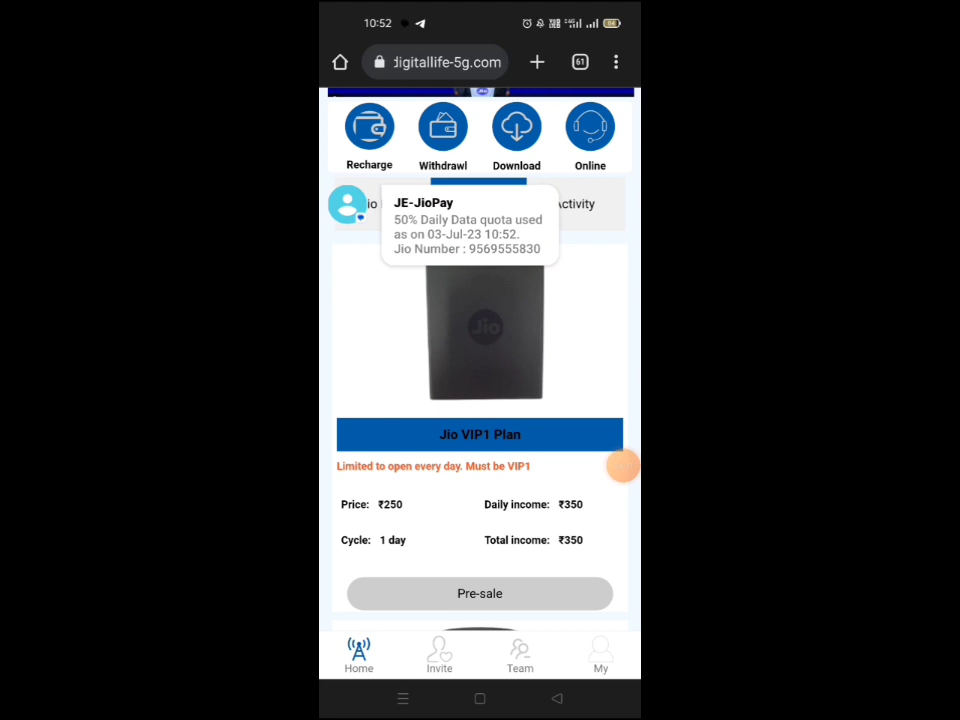 10:52
61
digitallife-5g.com
Recharge
Withdrawl
Download
Online
JE-JioPay
50% Daily Data quota used
as on 03-Jul-23 10:52.
Jio Number : 9569555830
Jio
Jio VIP1 Plan
Limited to open every day. Must be VIP1
Price: ₹250
Daily income: ₹350
Cycle: 1 day
Total income: ₹350
Pre-sale
Home
Invite
Team
My